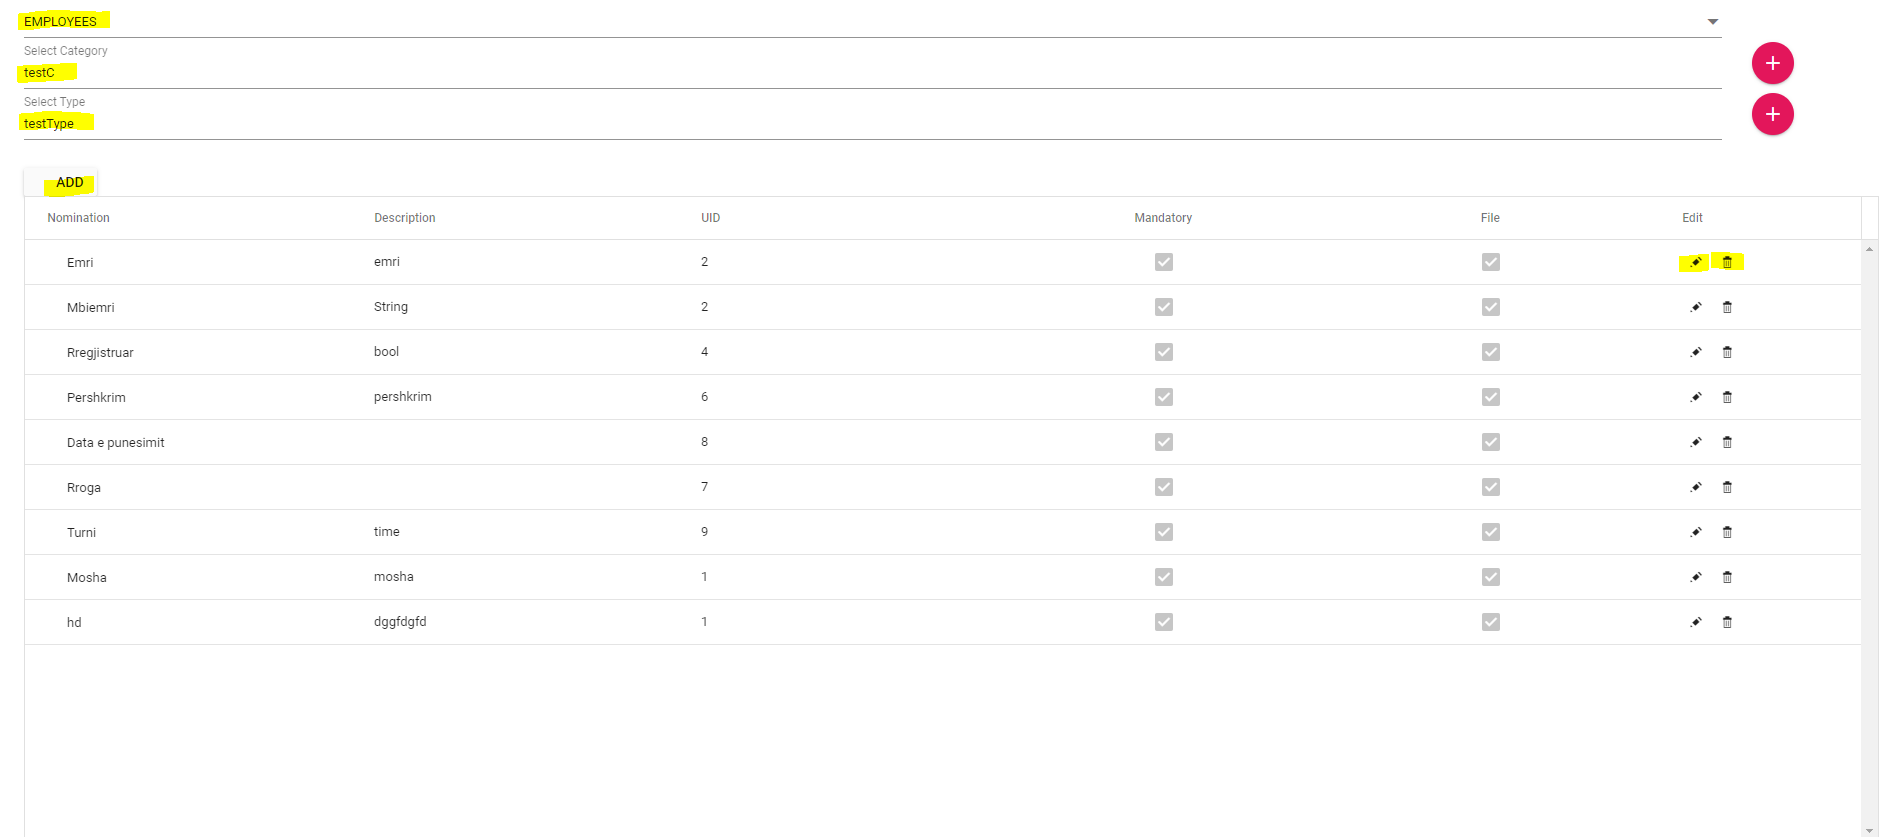 EMPLOYEES
Select Category
testC
Select Type
testType
ADD
Nomination Description UID Mandatory File Edit
Emri emri 2
Mbiemri String 2
Rregjistruar bool 4
Pershkrim pershkrim 6
Data e punesimit 8
Rroga 7
Turni time 9
Mosha mosha 1
hd dggfdgfd 1